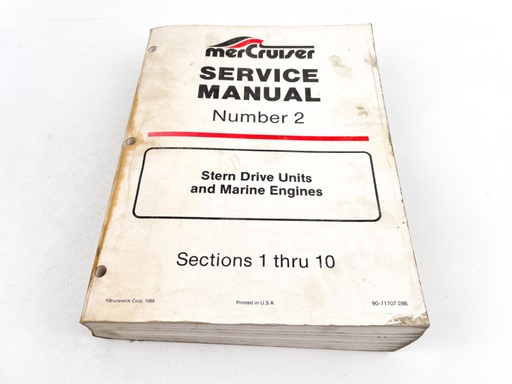 merCruiser
SERVICE
MANUAL
Number 2
Stern Drive Units
and Marine Engines
Sections 1 thru 10
©Brunswick Corp. 1986 Printed in U.S.A. 90-71707 286